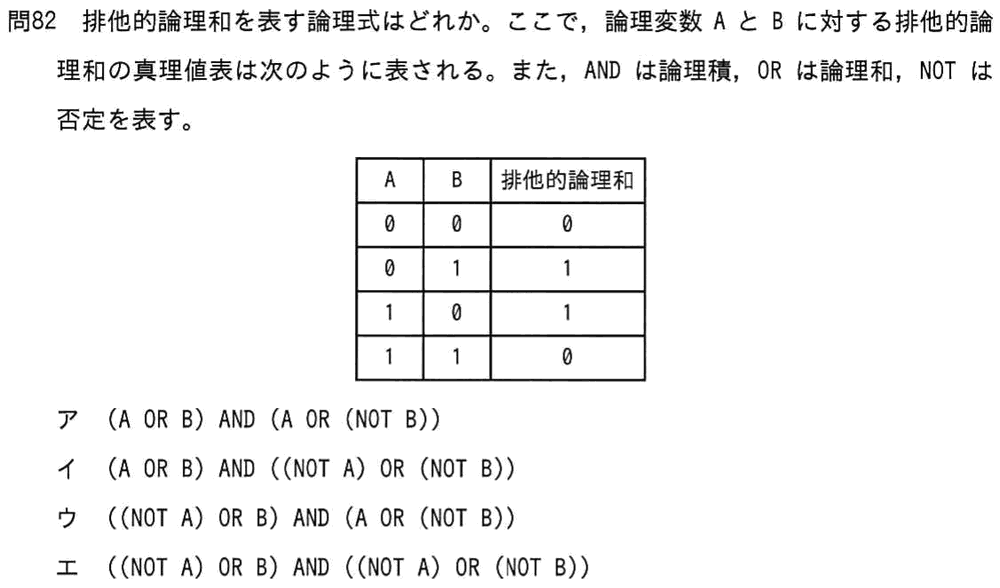 問82 排他的論理和を表す論理式はどれか。ここで，論理変数 A と B に対する排他的論
理和の真理値表は次のように表される。また，AND は論理積，OR は論理和，NOT は
否定を表す。
A B 排他的論理和
0 0 0
0 1 1
1 0 1
1 1 0
ア (A OR B) AND (A OR (NOT B))
イ (A OR B) AND ((NOT A) OR (NOT B))
ウ ((NOT A) OR B) AND (A OR (NOT B))
エ ((NOT A) OR B) AND ((NOT A) OR (NOT B))